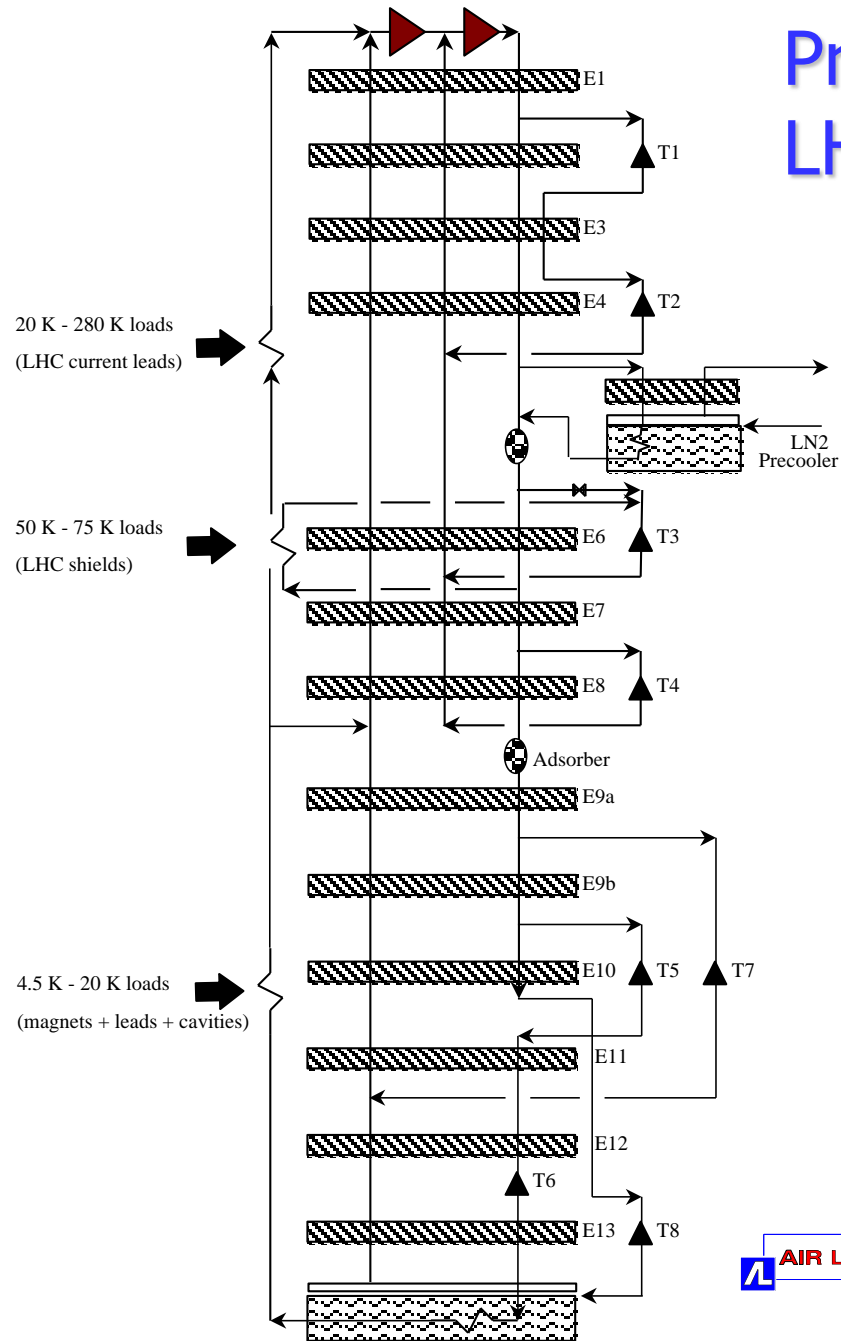 E1
T1
E3
E4
T2
20 K - 280 K loads
(LHC current leads)
LN2
Precooler
50 K - 75 K loads
(LHC shields)
E6
T3
E7
E8
T4
Adsorber
E9a
E9b
4.5 K - 20 K loads
(magnets + leads + cavities)
E10
T5
T7
E11
E12
T6
E13
T8
AIR L